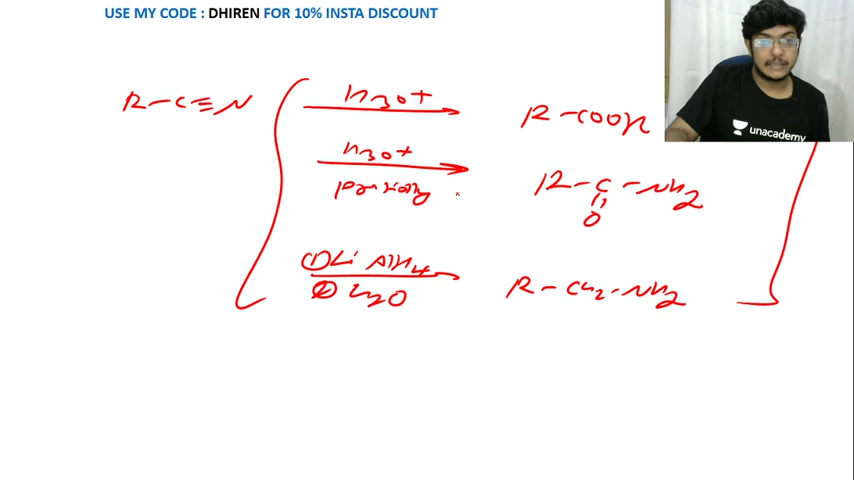 USE MY CODE : DHIREN FOR 10% INSTA DISCOUNT
unacademy
R-C≡N
H3O+
R-COOH
H3O+
partially
R-C-NH2
O
① LiAlH4
② H2O
R-CH2-NH2